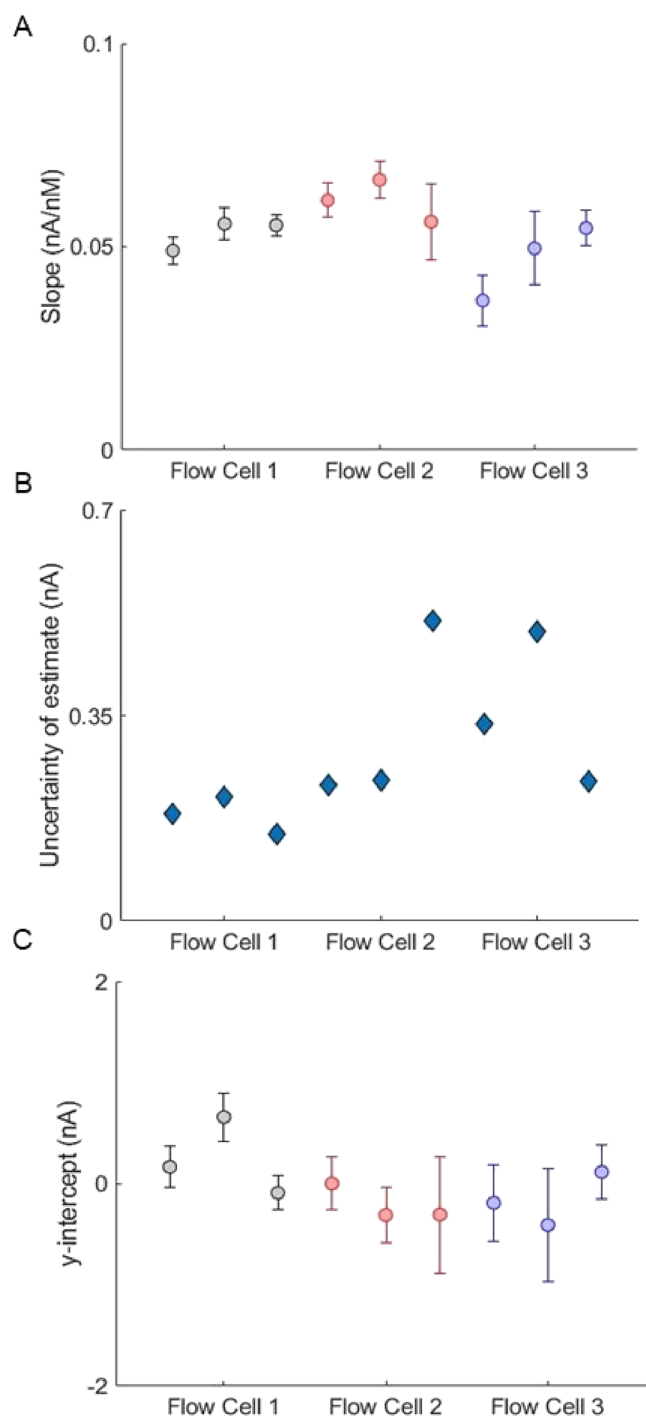 A
0.1
Slope (nA/nM)
0.05
0
Flow Cell 1 Flow Cell 2 Flow Cell 3
B
0.7
Uncertainty of estimate (nA)
0.35
0
Flow Cell 1 Flow Cell 2 Flow Cell 3
C
2
y-intercept (nA)
0
-2
Flow Cell 1 Flow Cell 2 Flow Cell 3